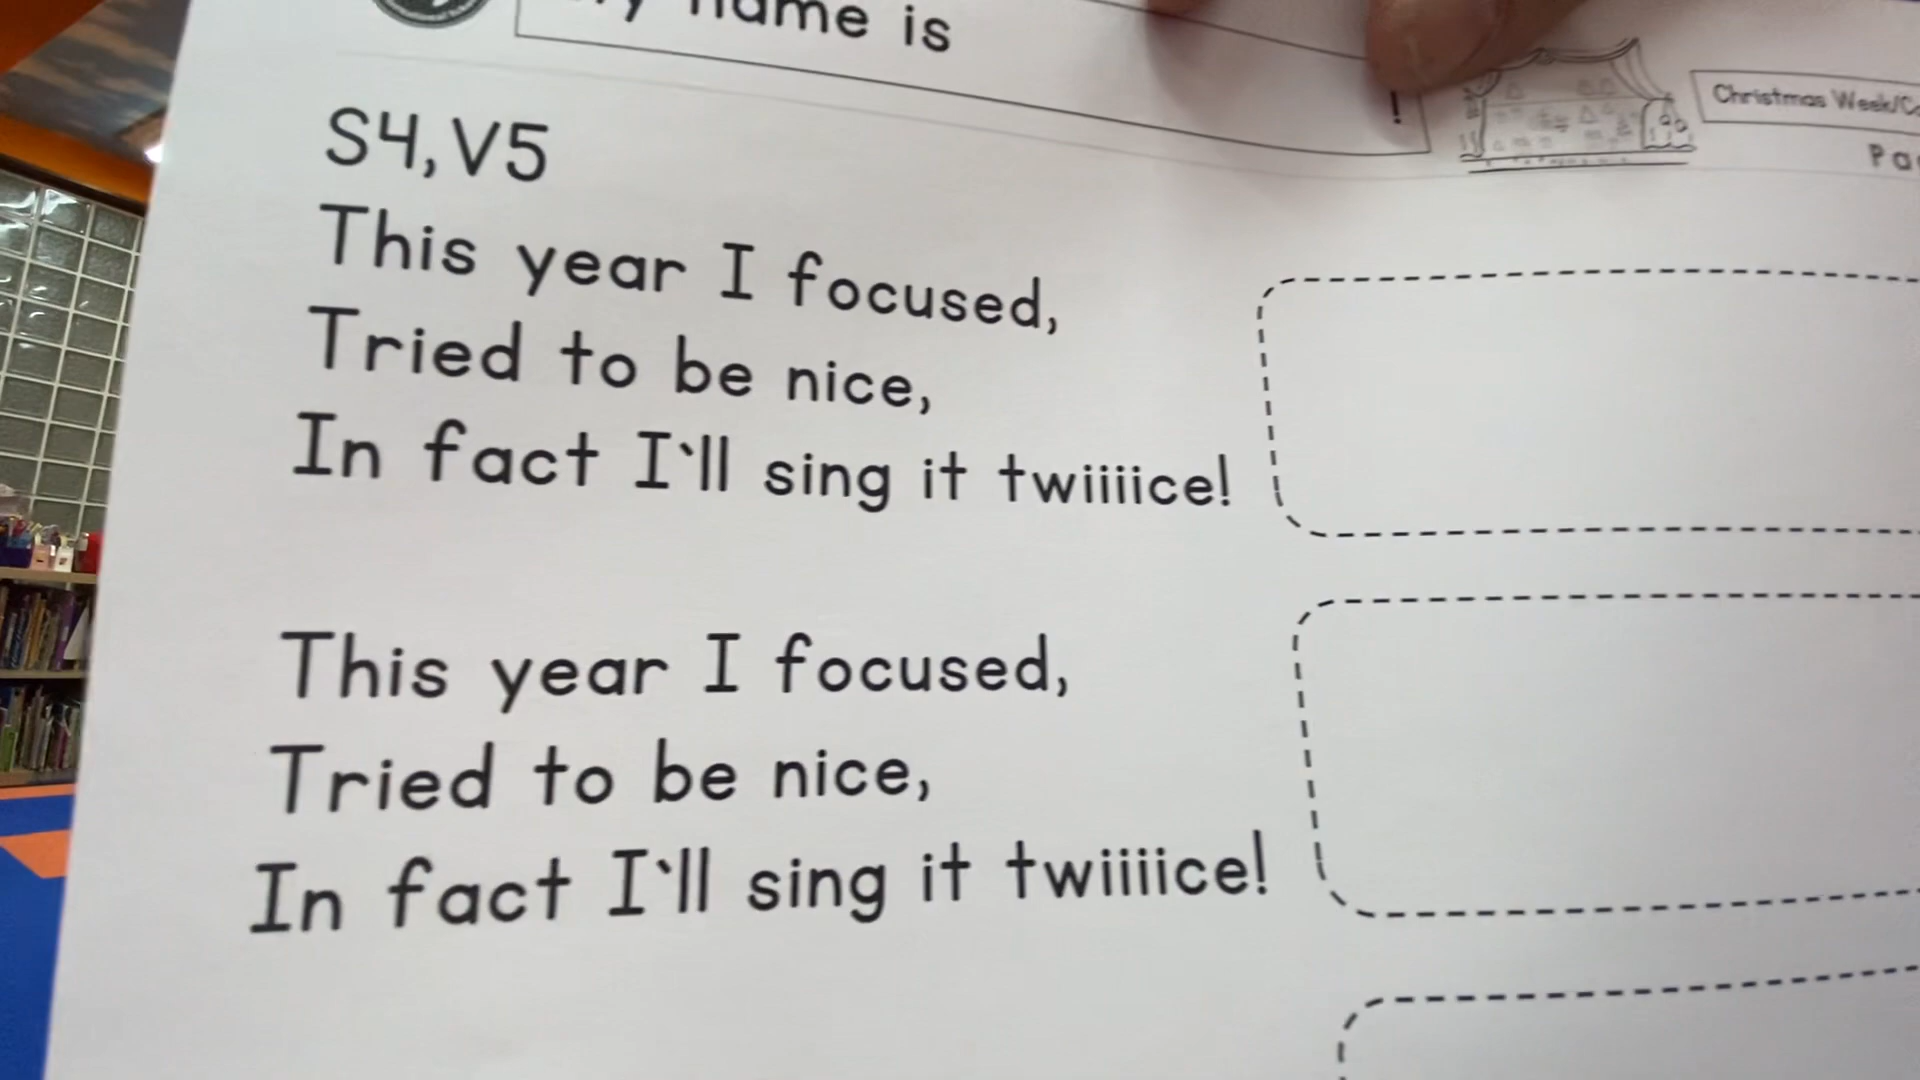 name is
!
Christmas Week/
S4,V5
This year I focused,
Tried to be nice,
In fact I`ll sing it twiiiice!
This year I focused,
Tried to be nice,
In fact I`ll sing it twiiiice!